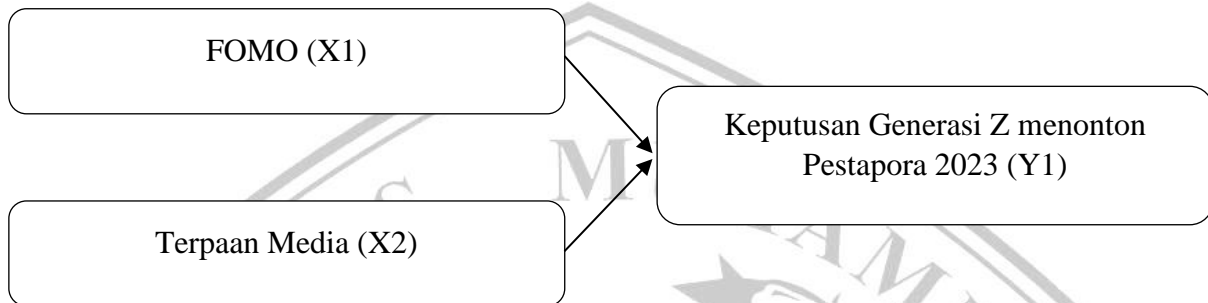 FOMO (X1)
Keputusan Generasi Z menonton
Pestapora 2023 (Y1)
Terpaan Media (X2)